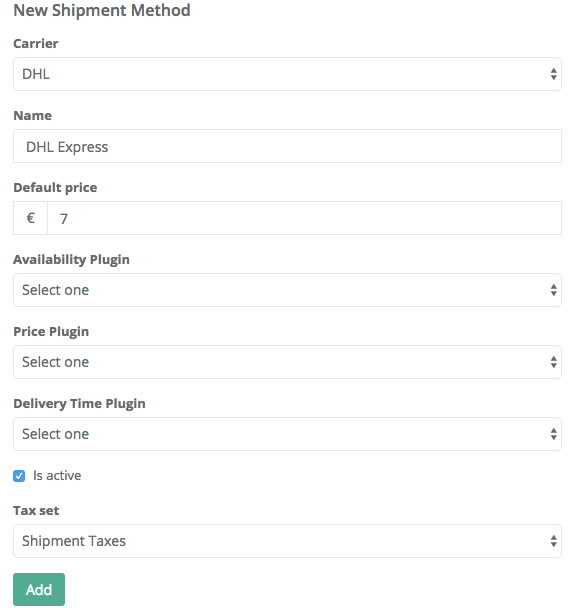 New Shipment Method
Carrier
DHL
Name
DHL Express
Default price
€ 7
Availability Plugin
Select one
Price Plugin
Select one
Delivery Time Plugin
Select one
Is active
Tax set
Shipment Taxes
Add